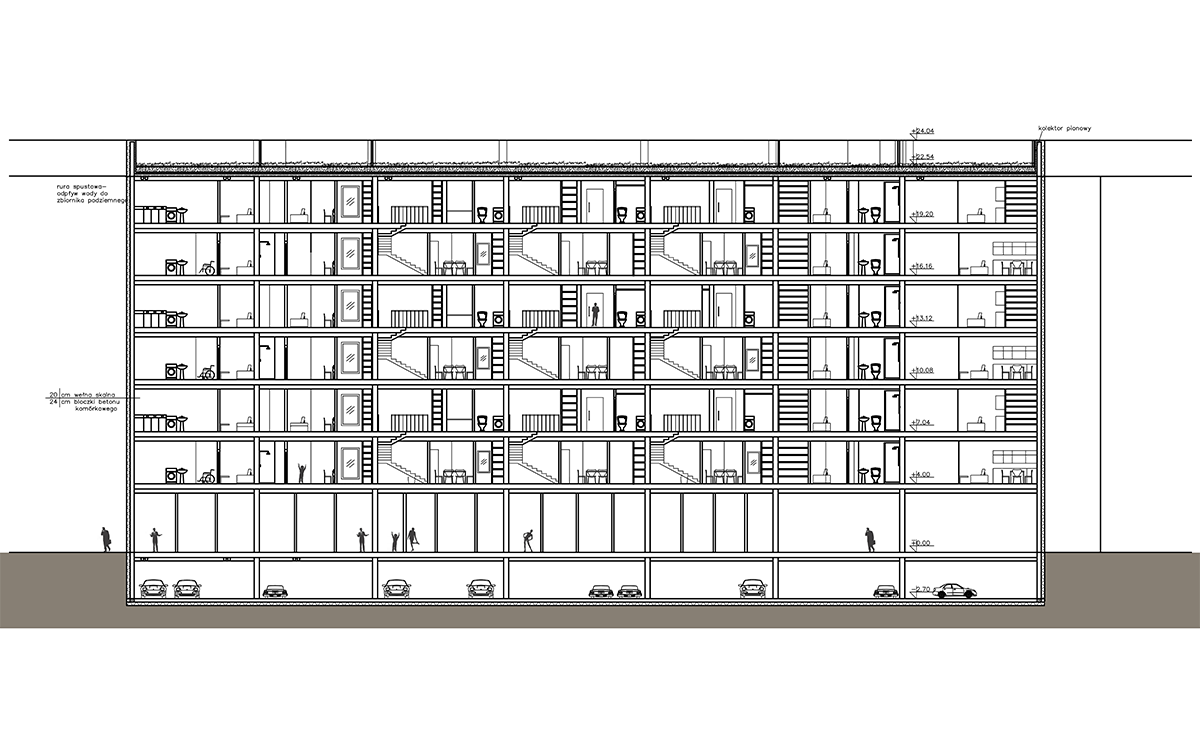 +24.04
kolektor pionowy
+22.54
rura spustowa-
odpływ wody do
zbiornika podziemnego
+19.20
+16.16
+13.12
+10.08
20 cm wełna skalna
24 cm bloczki betonu
komórkowego
+7.04
+4.00
+0.00
-2.70